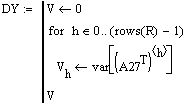 DY := V ← 0
for h ∈ 0..(rows(R) − 1)
V_h ← var[(A27^T)^⟨h⟩]
V